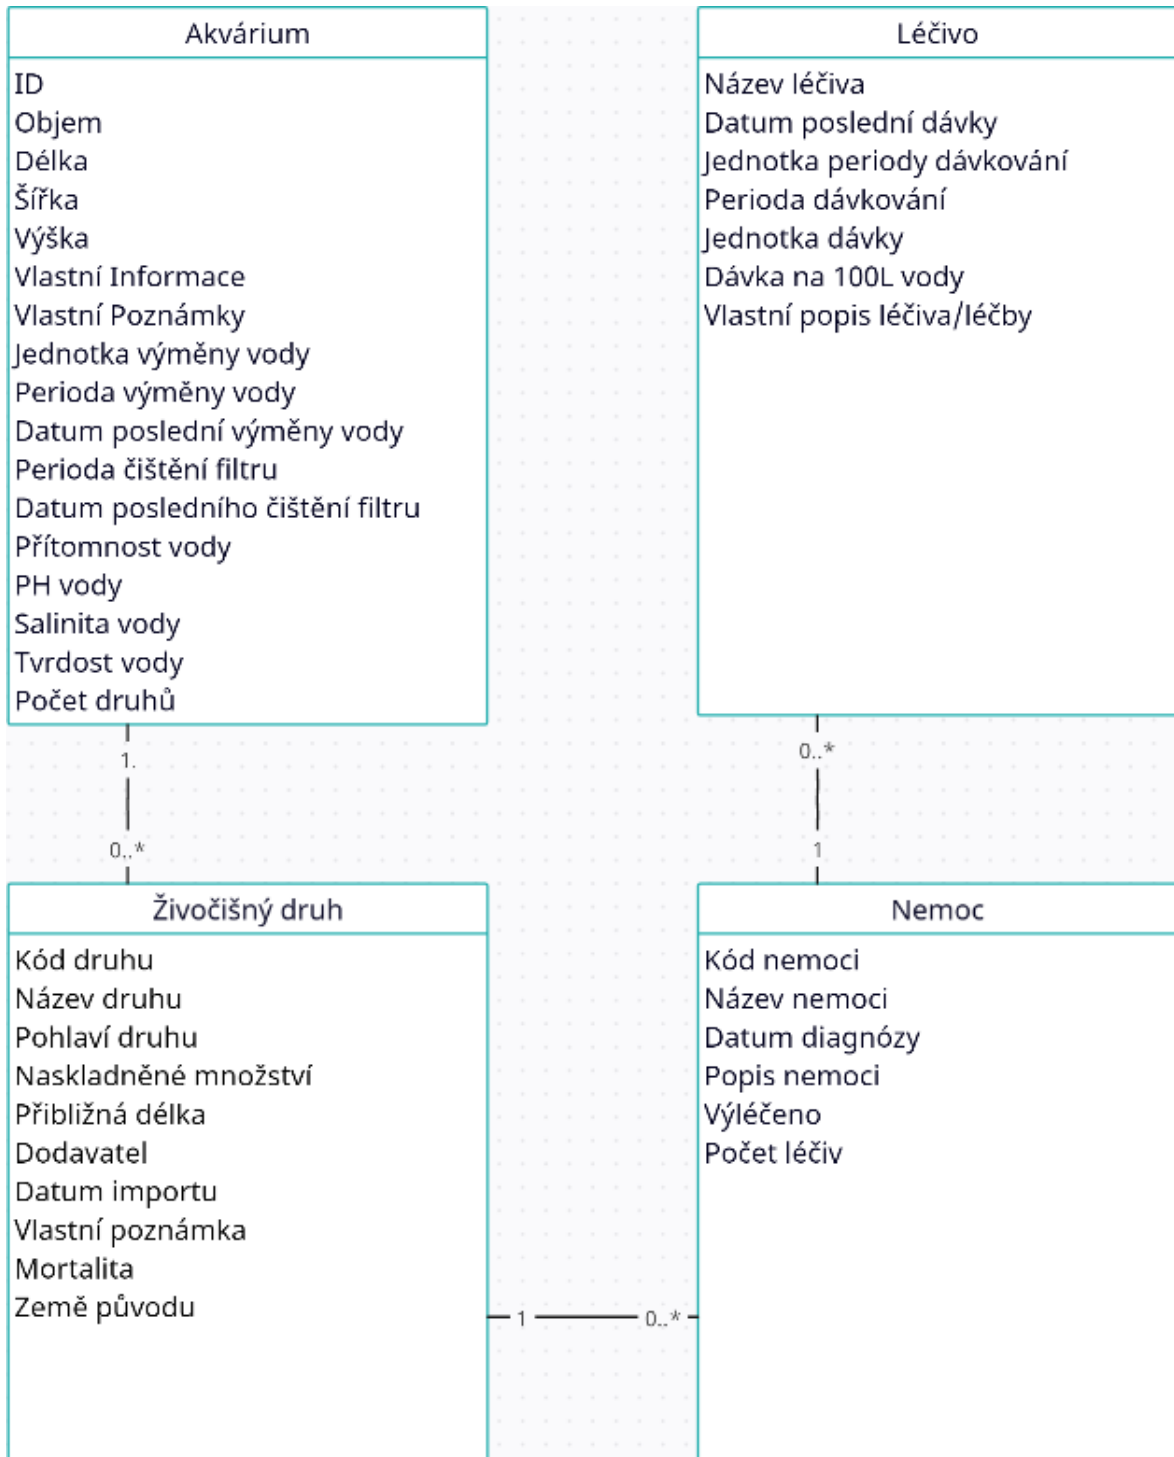 Akvárium
ID
Objem
Délka
Šířka
Výška
Vlastní Informace
Vlastní Poznámky
Jednotka výměny vody
Perioda výměny vody
Datum poslední výměny vody
Perioda čištění filtru
Datum posledního čištění filtru
Přítomnost vody
PH vody
Salinita vody
Tvrdost vody
Počet druhů
Léčivo
Název léčiva
Datum poslední dávky
Jednotka periody dávkování
Perioda dávkování
Jednotka dávky
Dávka na 100L vody
Vlastní popis léčiva/léčby
1.
0..*
0..*
1
Živočišný druh
Kód druhu
Název druhu
Pohlaví druhu
Naskladněné množství
Přibližná délka
Dodavatel
Datum importu
Vlastní poznámka
Mortalita
Země původu
1
0..*
Nemoc
Kód nemoci
Název nemoci
Datum diagnózy
Popis nemoci
Výléčeno
Počet léčiv